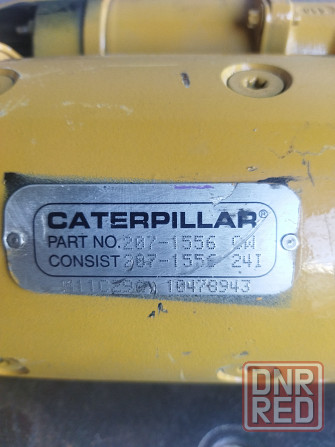 CATERPILLAR®
PART NO. 207-1556 CW
CONSIST 207-1556 24I
10478943
DNR
RED